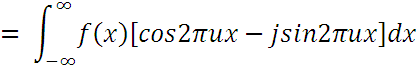 = ∫_{-∞}^{∞} f(x)[cos2πux − jsin2πux]dx